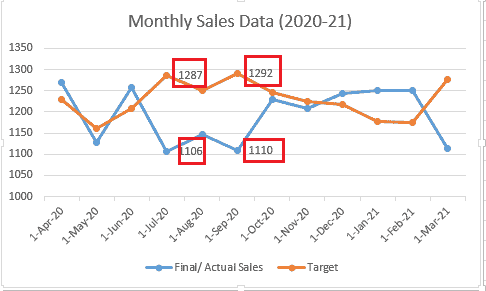 Monthly Sales Data (2020-21)
1350
1300
1250
1200
1150
1100
1050
1000
1287
1292
1106
1110
1-Apr-20
1-May-20
1-Jun-20
1-Jul-20
1-Aug-20
1-Sep-20
1-Oct-20
1-Nov-20
1-Dec-20
1-Jan-21
1-Feb-21
1-Mar-21
Final/ Actual Sales
Target